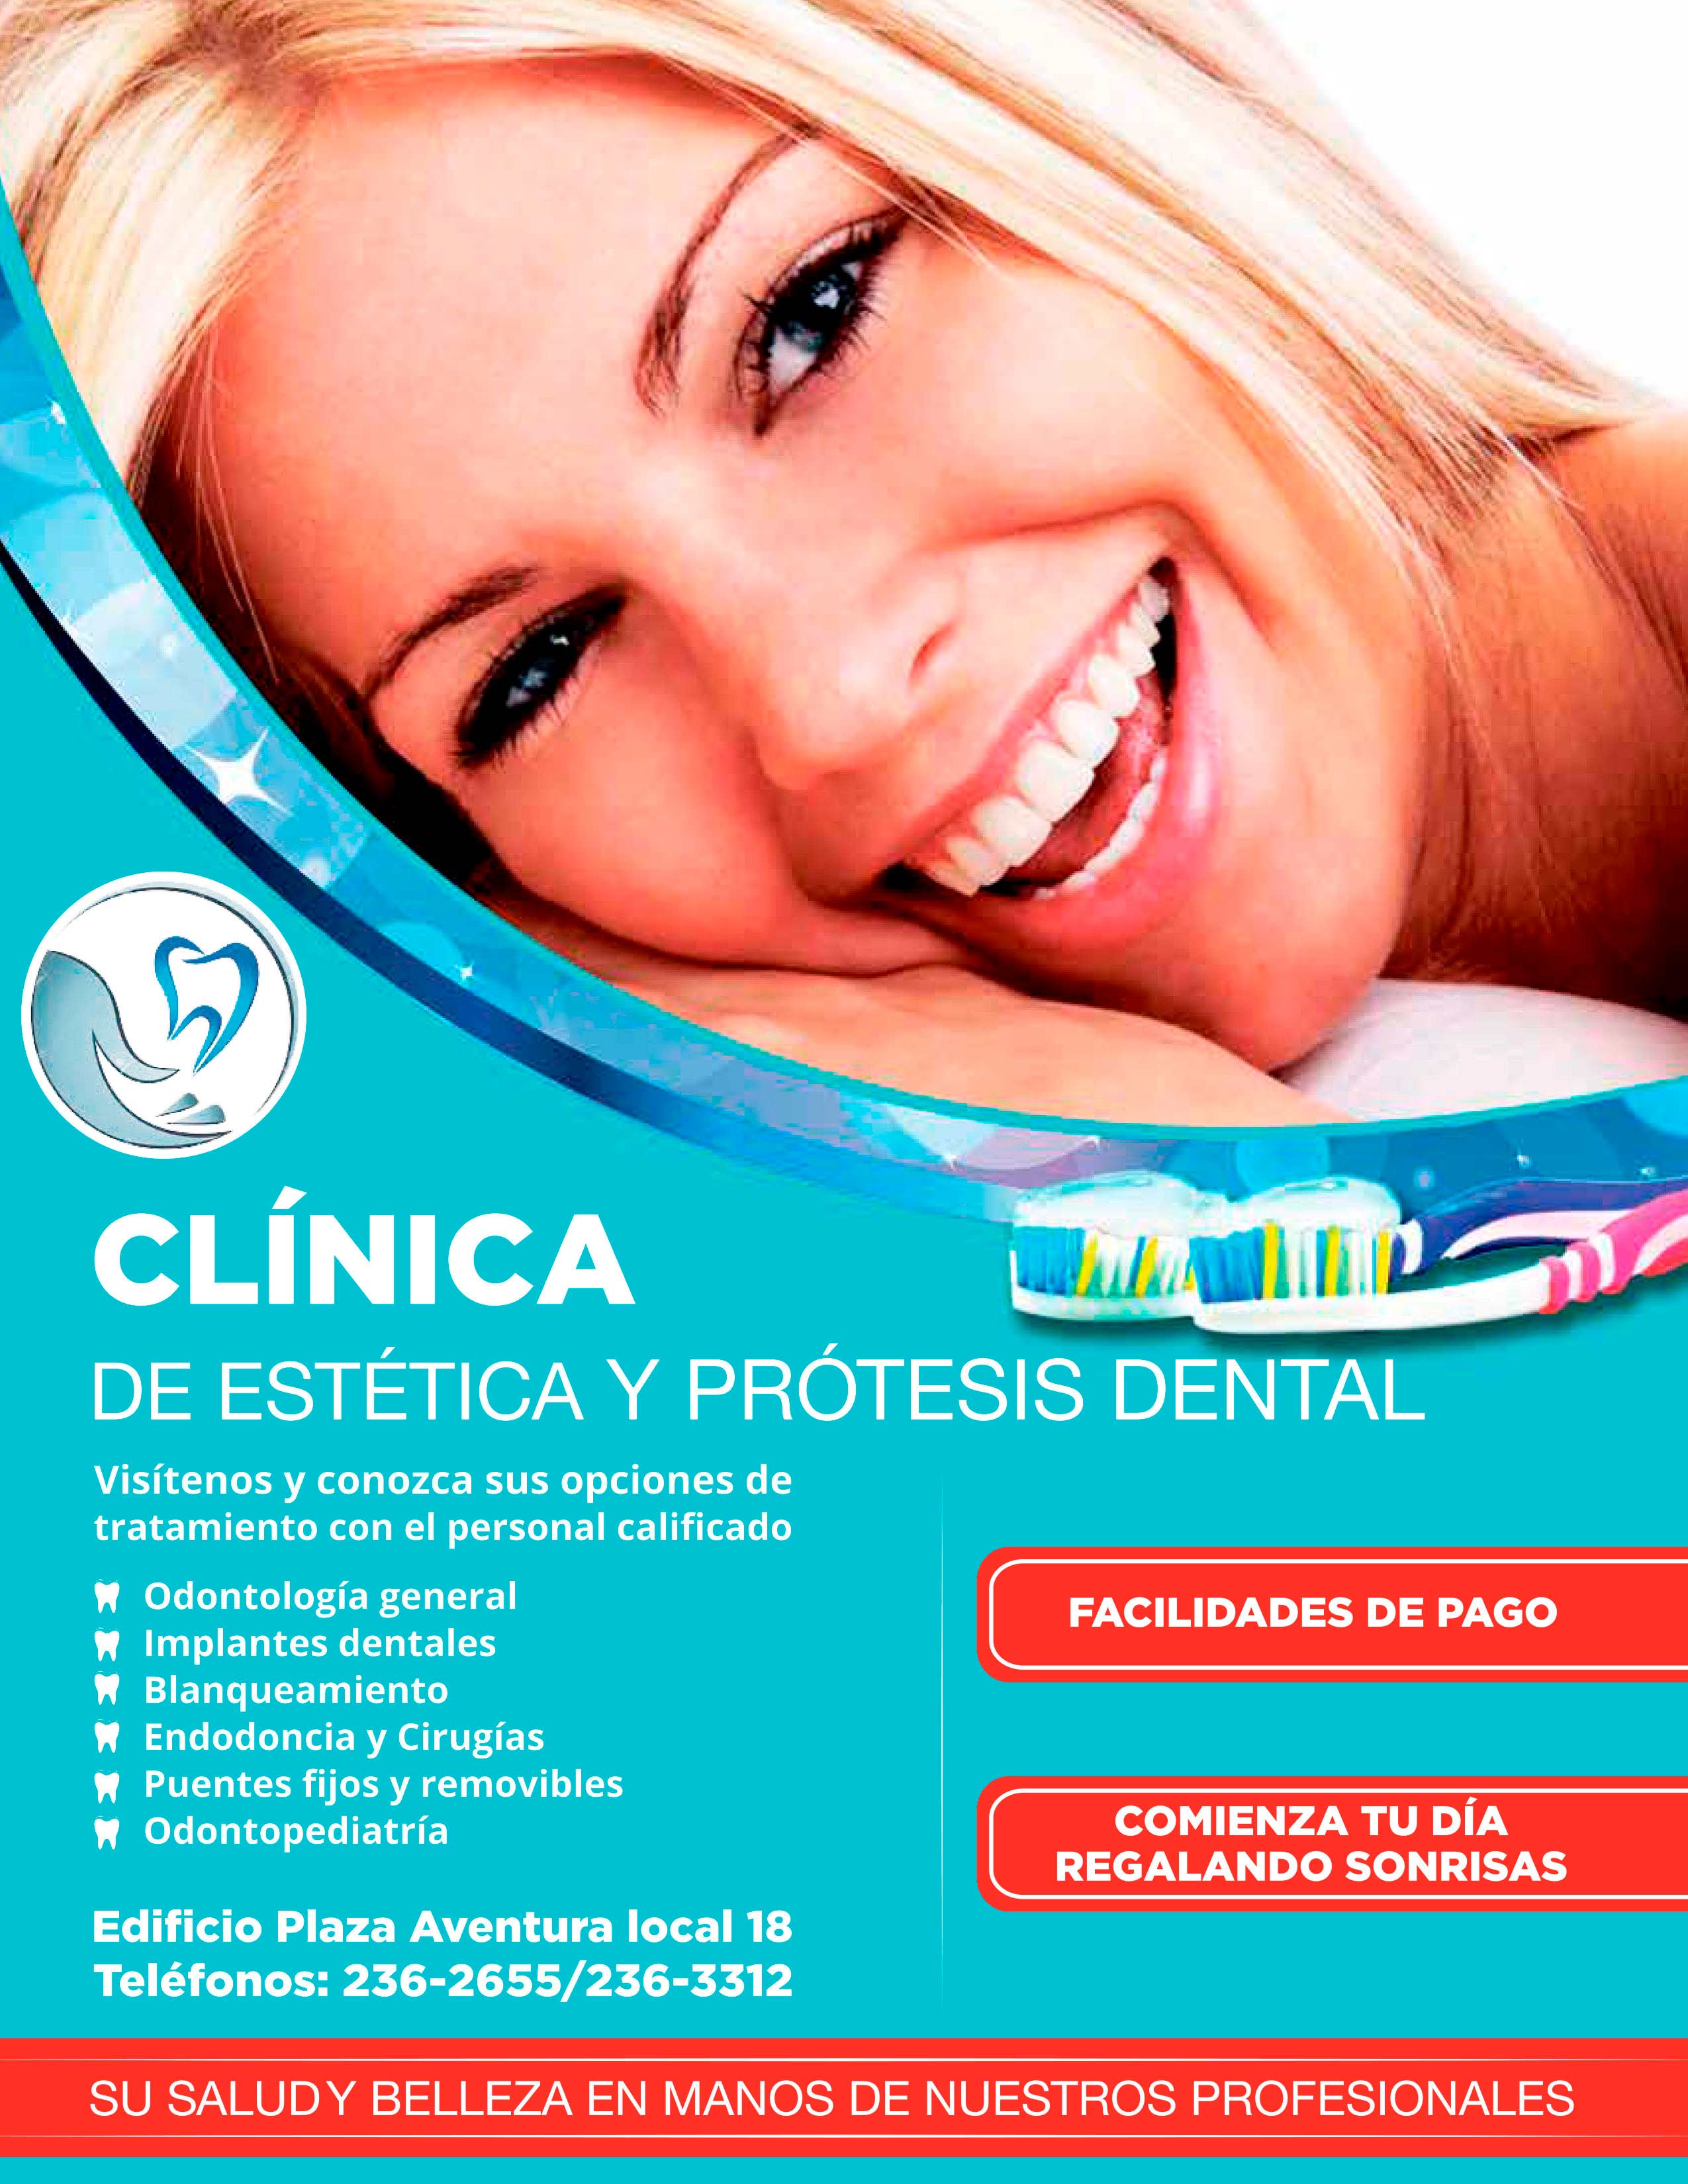 CLÍNICA
DE ESTÉTICA Y PRÓTESIS DENTAL
Visítenos y conozca sus opciones de
tratamiento con el personal calificado
Odontología general
Implantes dentales
Blanqueamiento
Endodoncia y Cirugías
Puentes fijos y removibles
Odontopediatría
Edificio Plaza Aventura local 18
Teléfonos: 236-2655/236-3312
FACILIDADES DE PAGO
COMIENZA TU DÍA
REGALANDO SONRISAS
SU SALUD Y BELLEZA EN MANOS DE NUESTROS PROFESIONALES